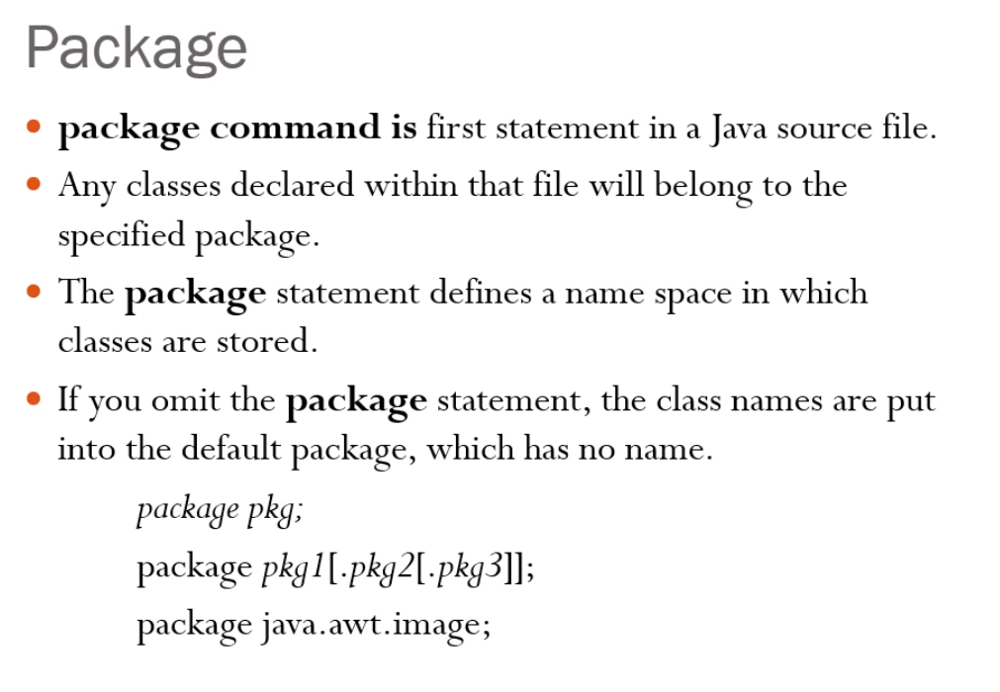 Package
• package command is first statement in a Java source file.
• Any classes declared within that file will belong to the
specified package.
• The package statement defines a name space in which
classes are stored.
• If you omit the package statement, the class names are put
into the default package, which has no name.
package pkg;
package pkg1[.pkg2[.pkg3]];
package java.awt.image;